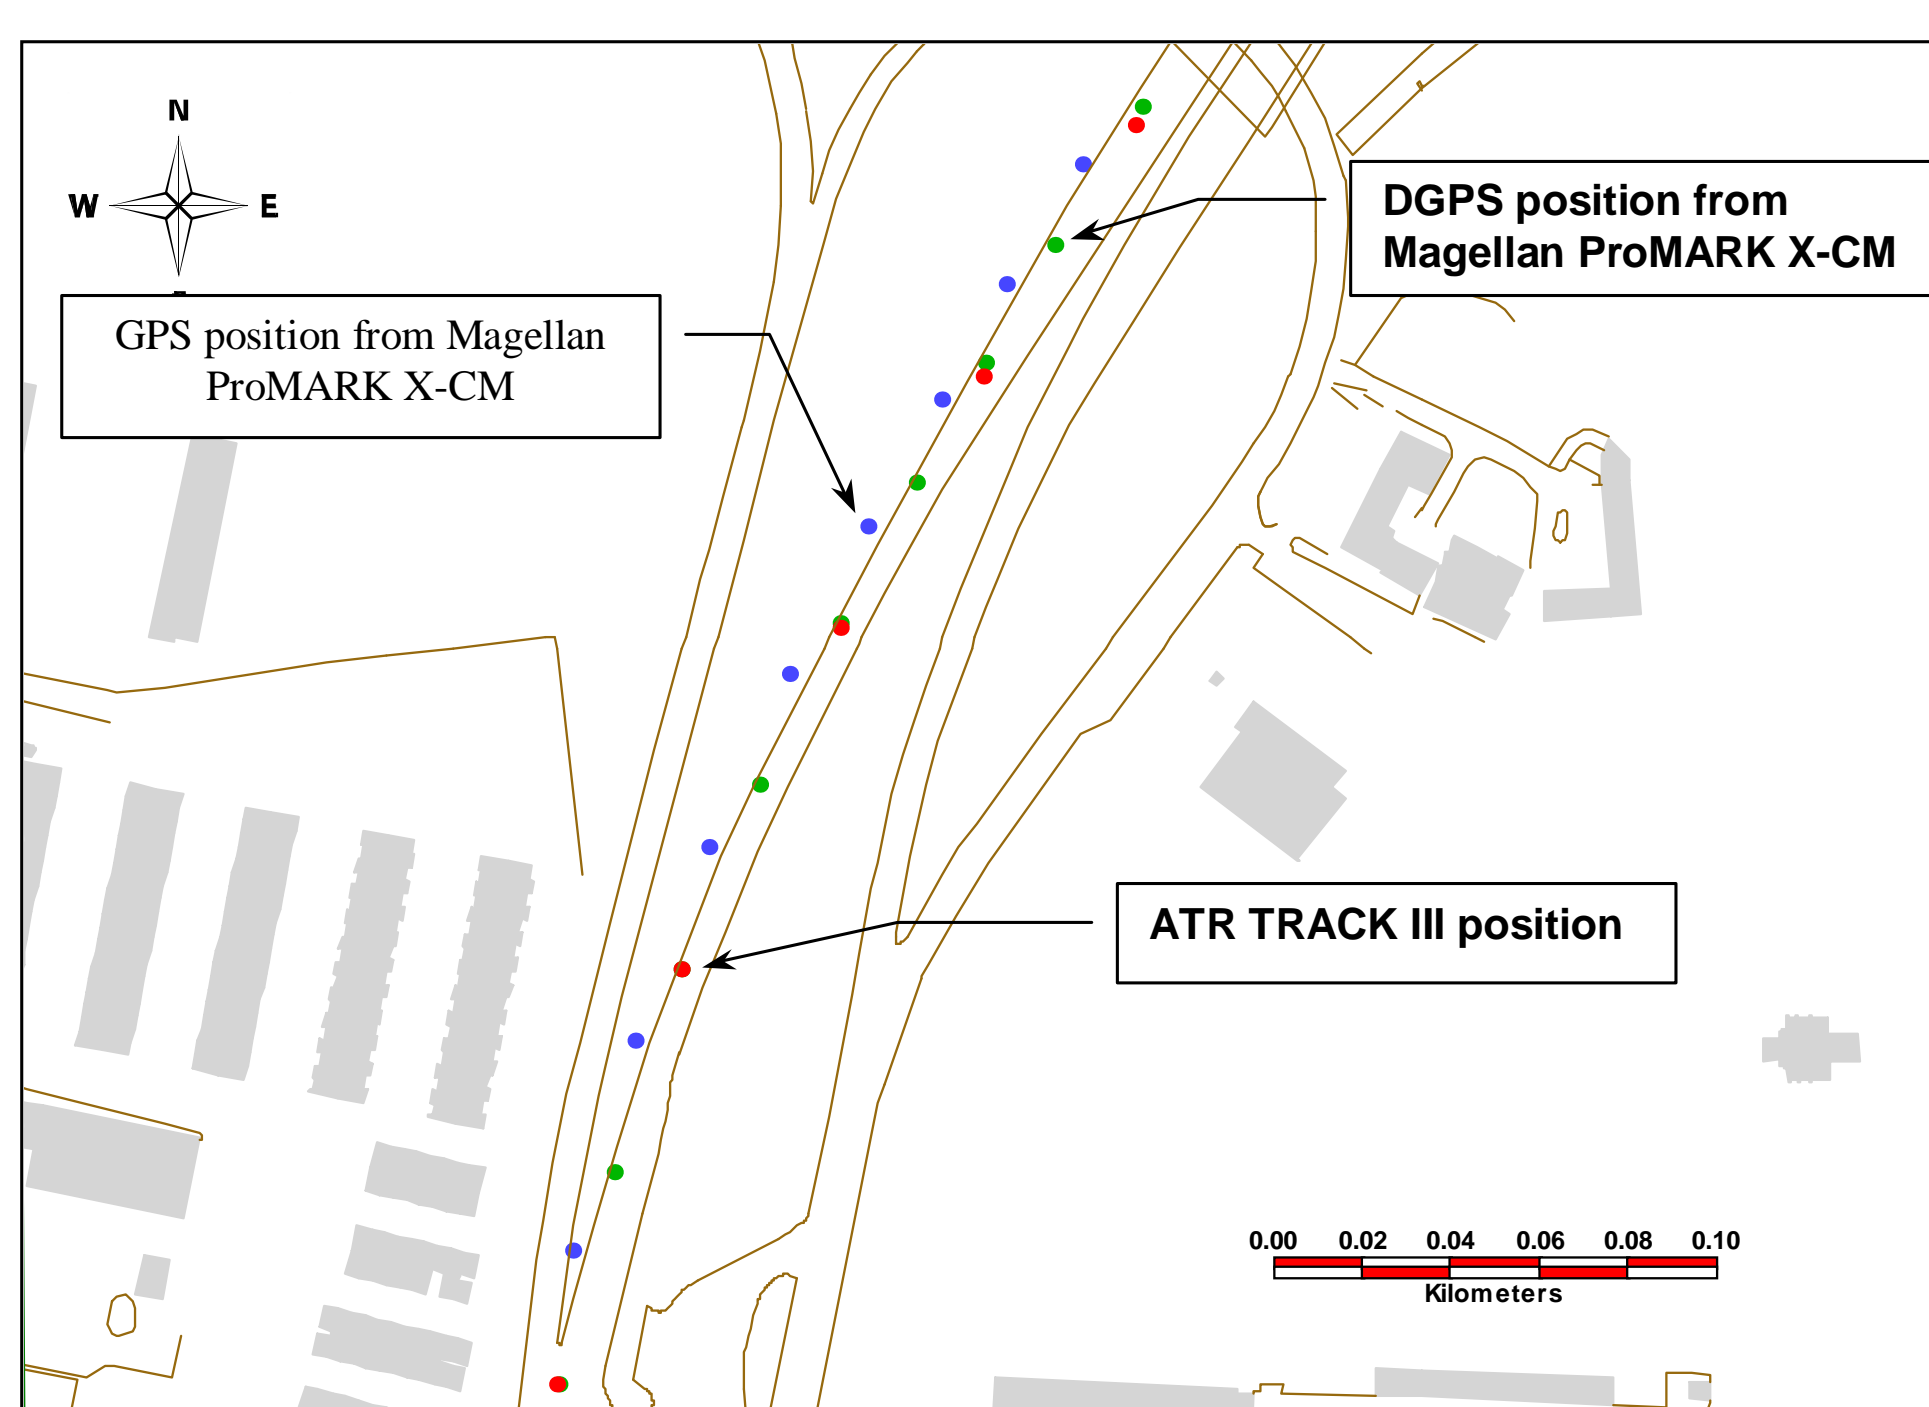 N
W E
DGPS position from
Magellan ProMARK X-CM
GPS position from Magellan
ProMARK X-CM
ATR TRACK III position
0.00 0.02 0.04 0.06 0.08 0.10
Kilometers